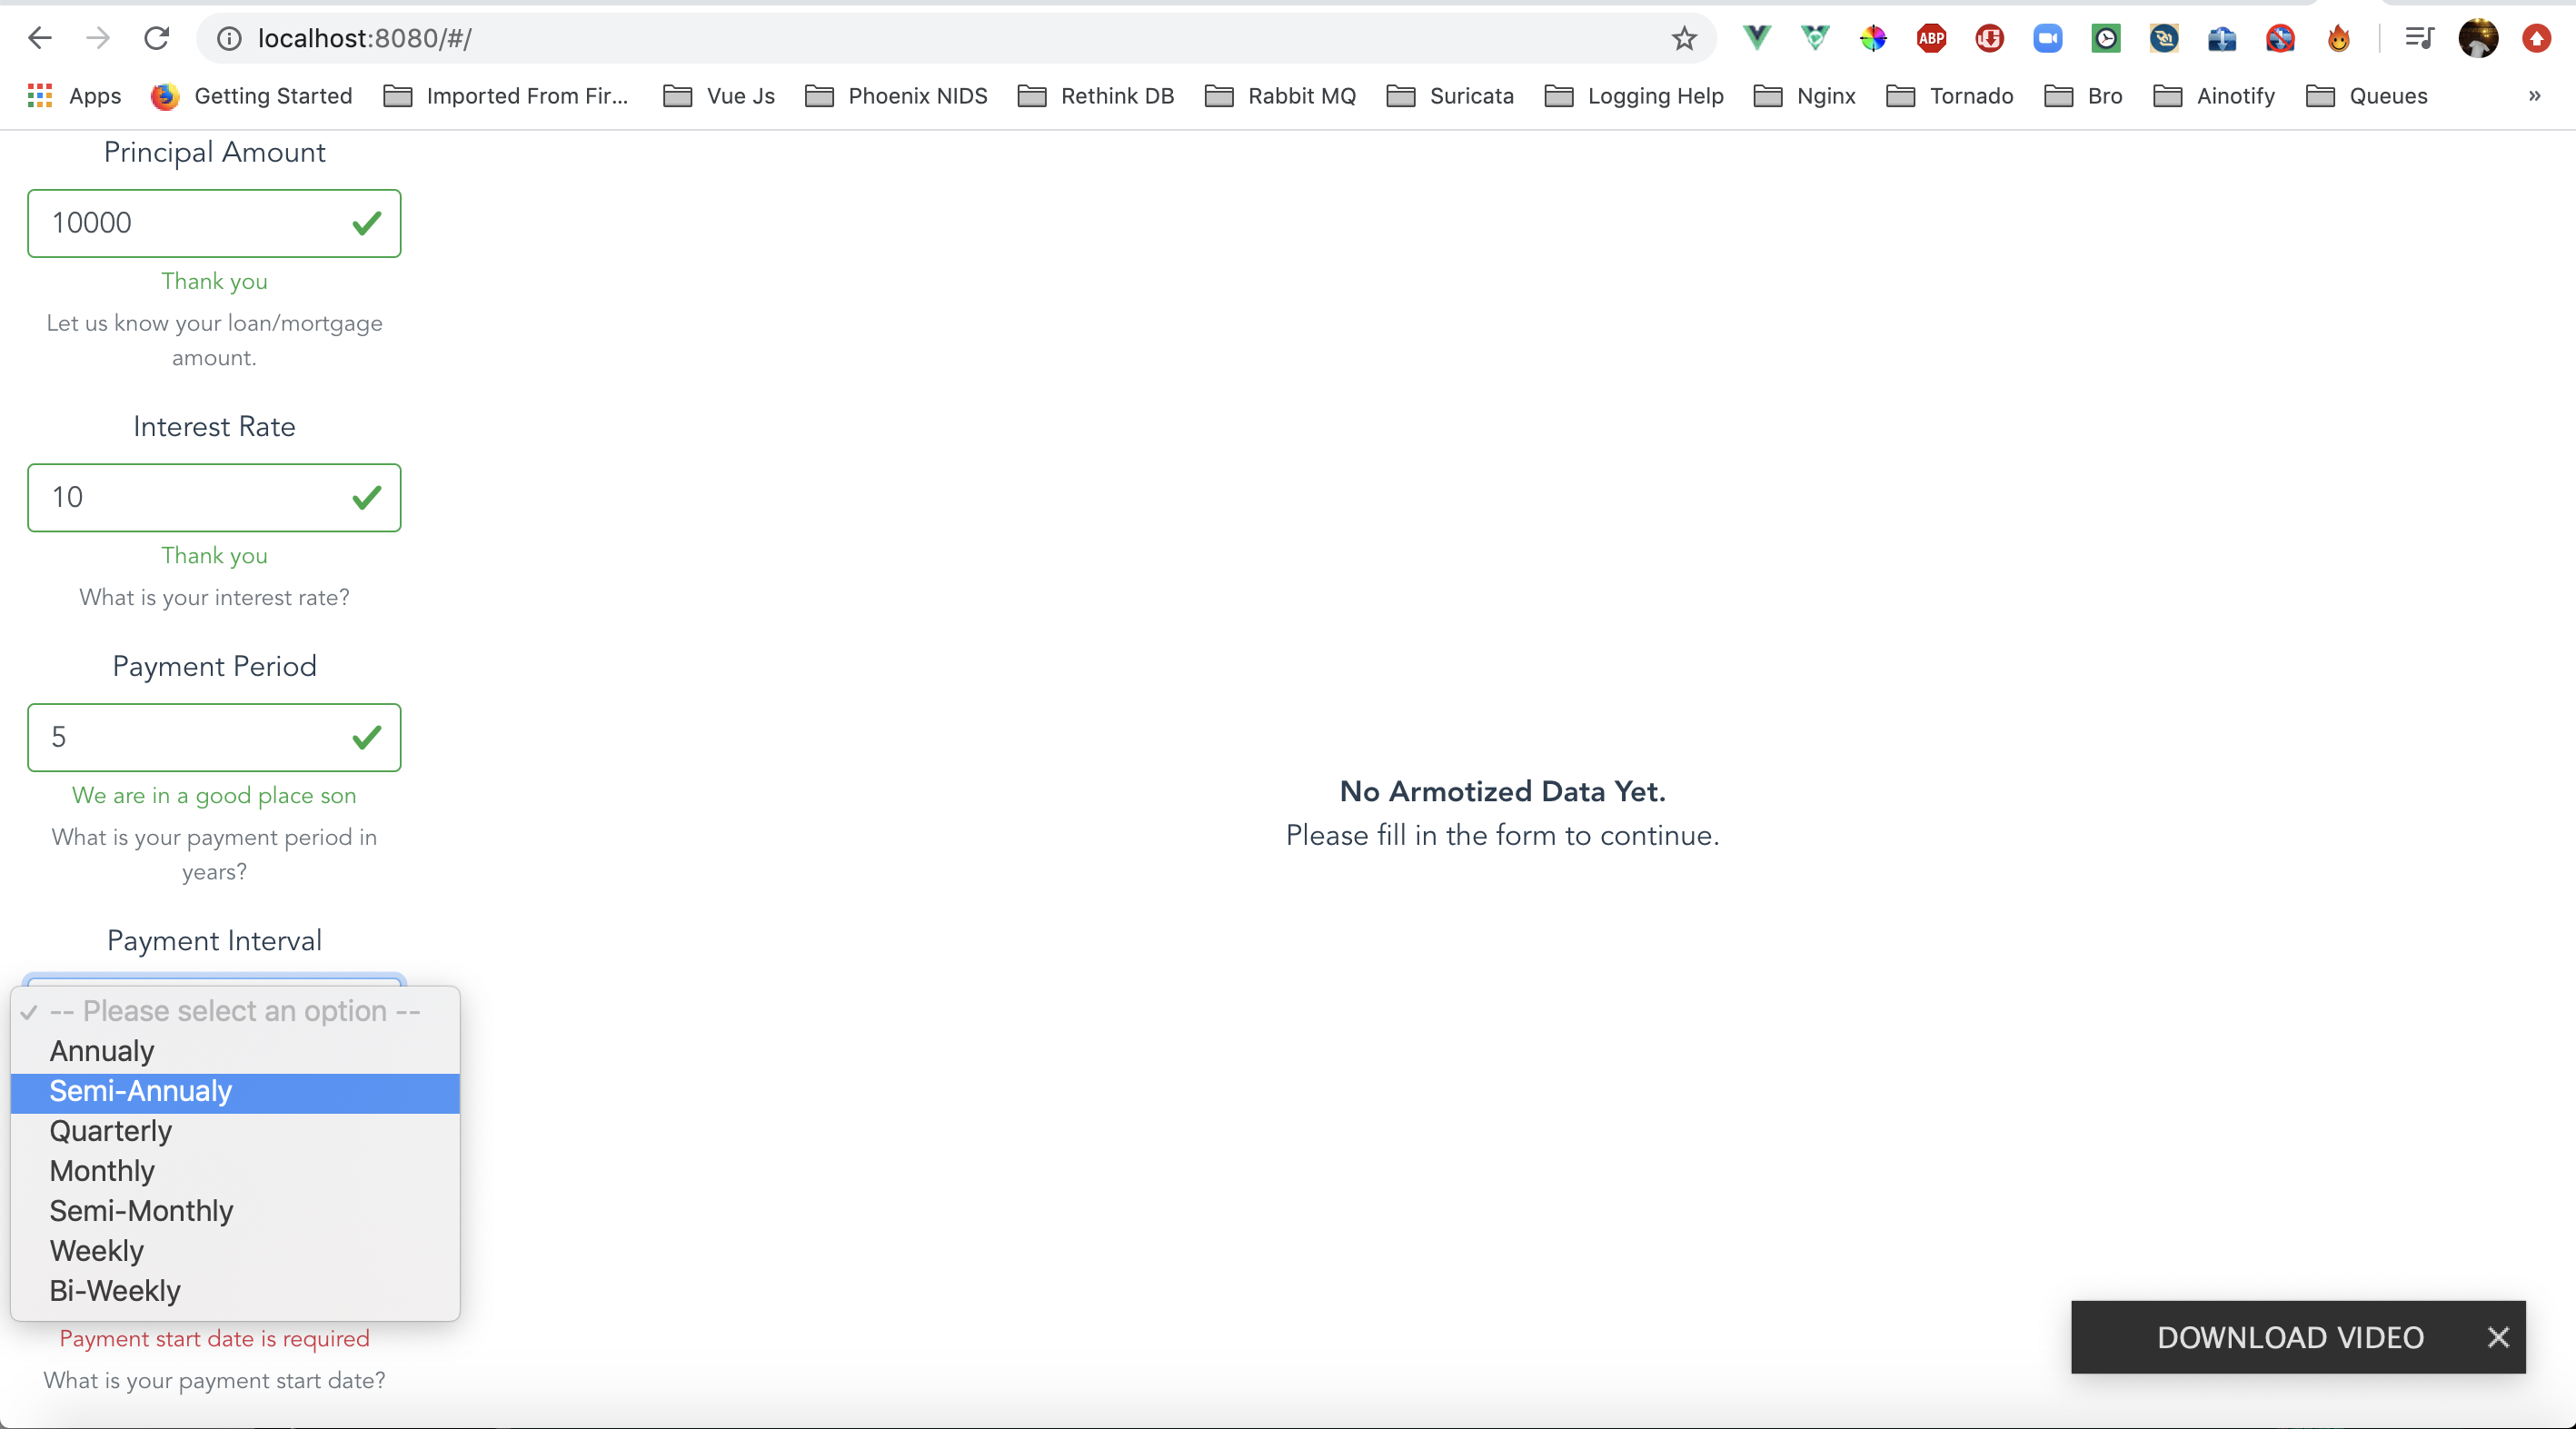 localhost:8080/#/
ABP
Apps Getting Started Imported From Fir... Vue Js Phoenix NIDS Rethink DB Rabbit MQ Suricata Logging Help Nginx Tornado Bro Ainotify Queues »
Principal Amount
10000
Thank you
Let us know your loan/mortgage
amount.
Interest Rate
10
Thank you
What is your interest rate?
Payment Period
5
We are in a good place son
What is your payment period in
years?
Payment Interval
-- Please select an option --
Annualy
Semi-Annualy
Quarterly
Monthly
Semi-Monthly
Weekly
Bi-Weekly
Payment start date is required
What is your payment start date?
No Armotized Data Yet.
Please fill in the form to continue.
DOWNLOAD VIDEO